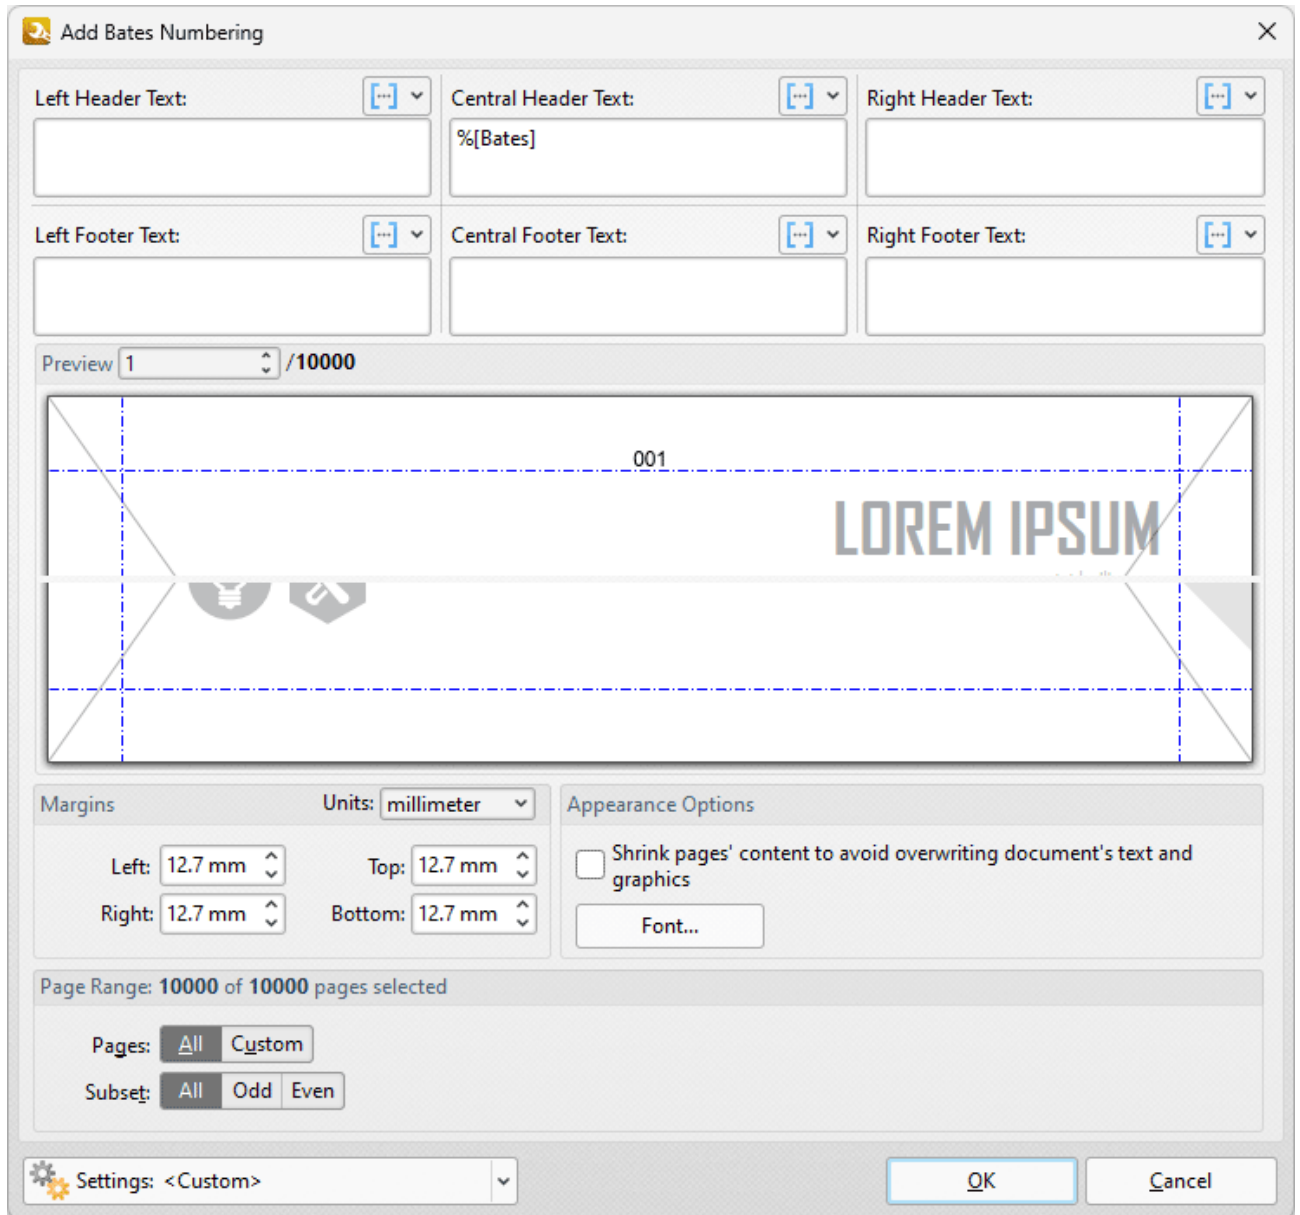 Add Bates Numbering
Left Header Text:
Central Header Text:
%[Bates]
Right Header Text:
Left Footer Text:
Central Footer Text:
Right Footer Text:
Preview 1 /10000
001
LOREM IPSUM
Margins
Units: millimeter
Left: 12.7 mm
Top: 12.7 mm
Right: 12.7 mm
Bottom: 12.7 mm
Appearance Options
Shrink pages' content to avoid overwriting document's text and
graphics
Font...
Page Range: 10000 of 10000 pages selected
Pages: All Custom
Subset: All Odd Even
Settings: <Custom>
OK
Cancel